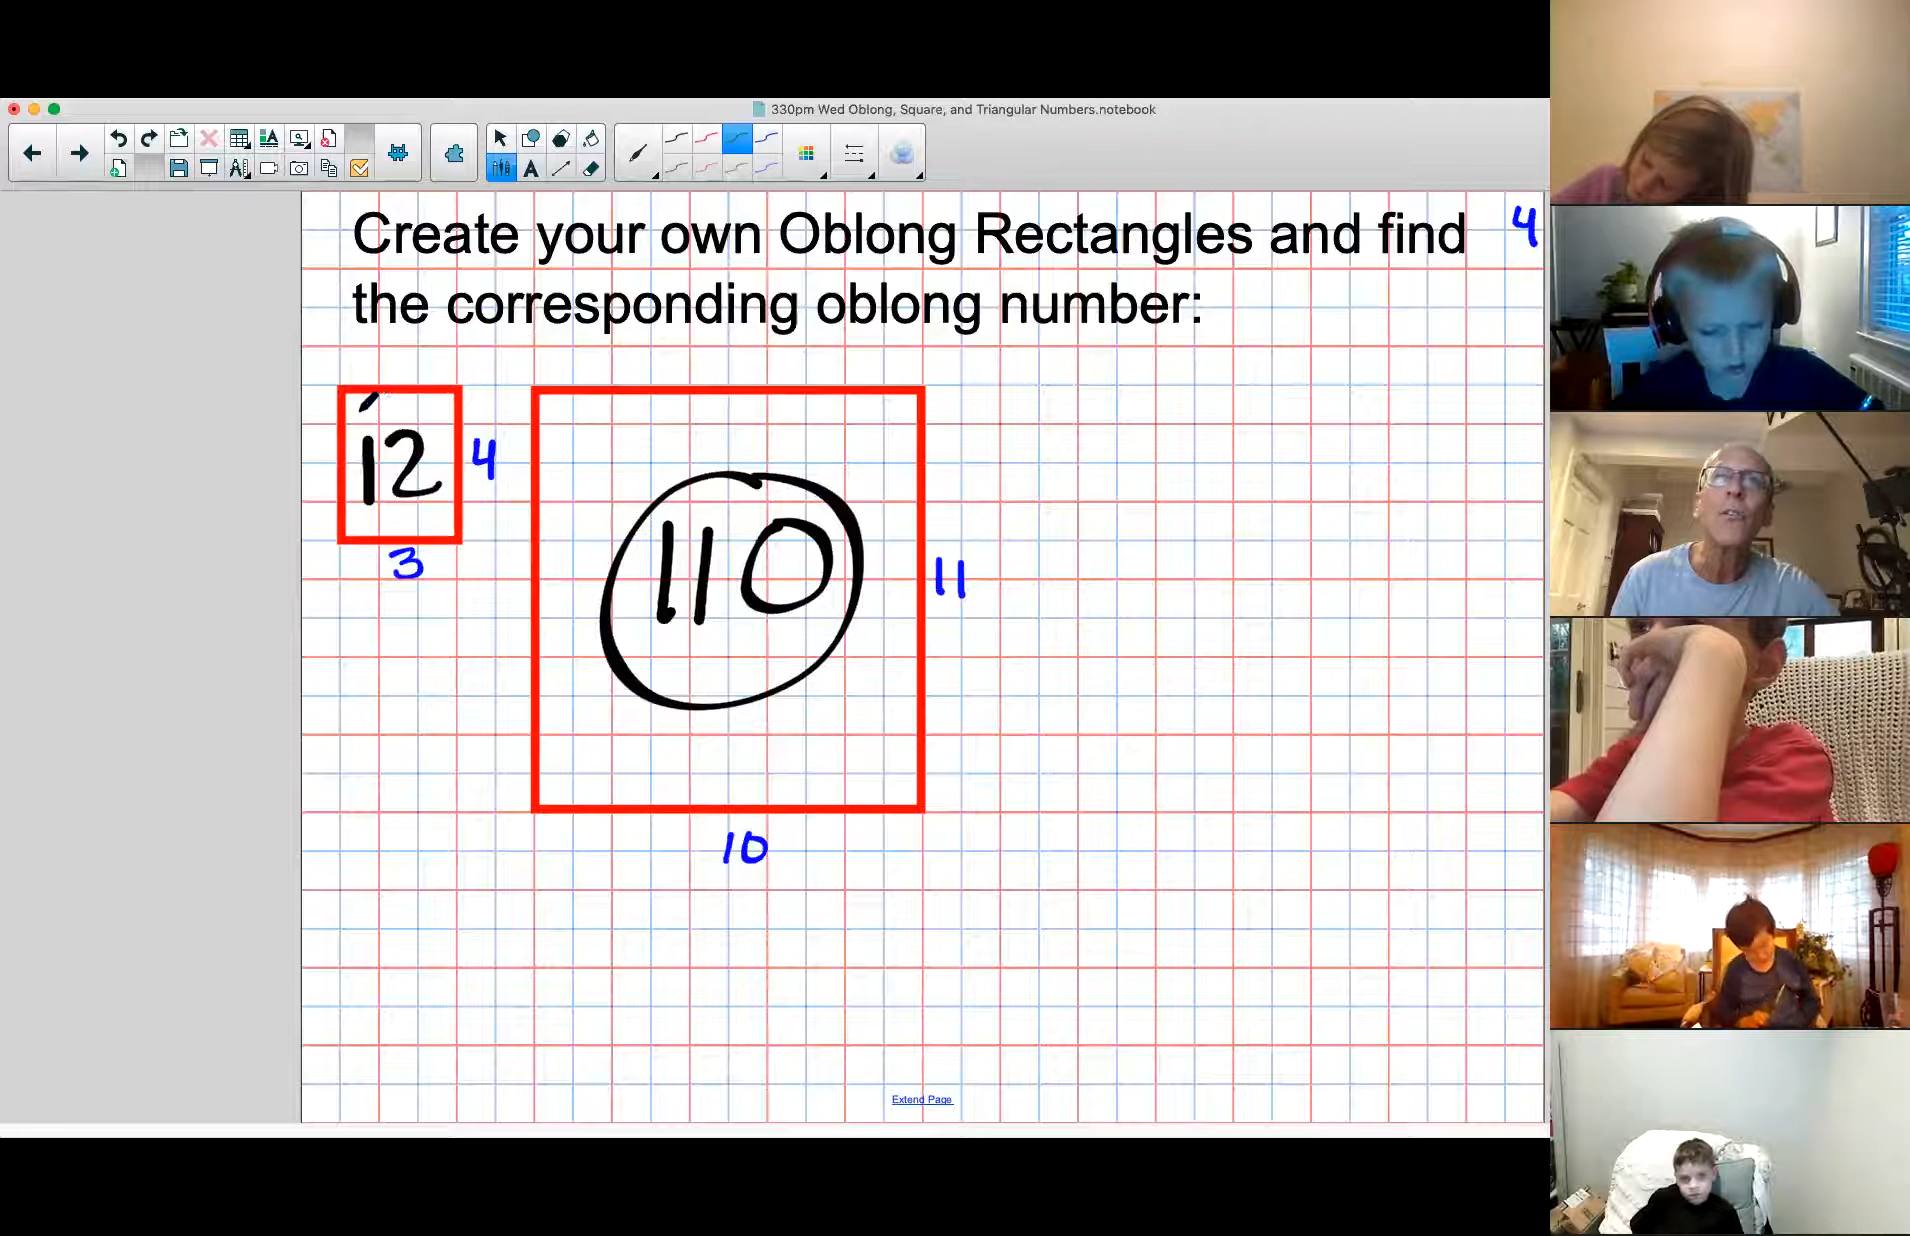 330pm Wed Oblong, Square, and Triangular Numbers.notebook
A
A
Create your own Oblong Rectangles and find 4
the corresponding oblong number:
12 4
3
110 11
10
Extend Page